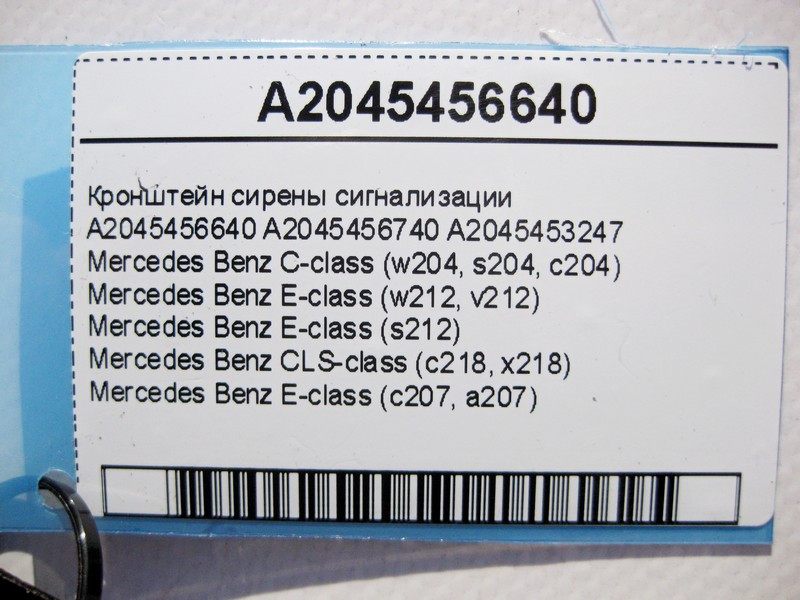 A2045456640
Кронштейн сирены сигнализации
A2045456640 A2045456740 A2045453247
Mercedes Benz C-class (w204, s204, c204)
Mercedes Benz E-class (w212, v212)
Mercedes Benz E-class (s212)
Mercedes Benz CLS-class (c218, x218)
Mercedes Benz E-class (c207, a207)